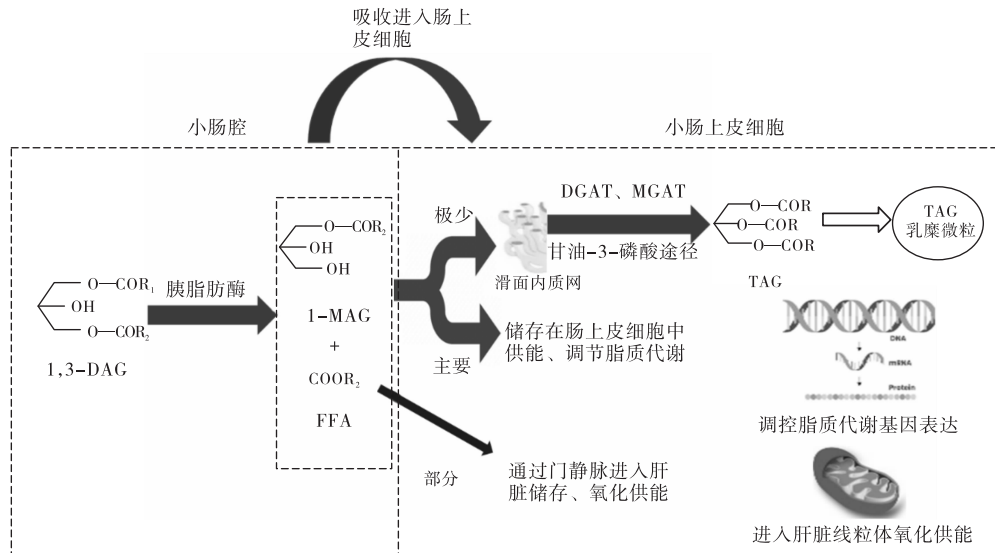 吸收进入肠上
皮细胞
小肠腔
小肠上皮细胞
O-COR₁
OH
O-COR₂
1,3-DAG
胰脂肪酶
O-COR₂
OH
OH
1-MAG
+
COOR₂
FFA
极少
主要
部分
滑面内质网
DGAT、MGAT
甘油-3-磷酸途径
O-COR
O-COR
O-COR
TAG
TAG
乳糜微粒
储存在肠上皮细胞中
供能、调节脂质代谢
通过门静脉进入肝
脏储存、氧化供能
DNA
mRNA
Protein
调控脂质代谢基因表达
进入肝脏线粒体氧化供能